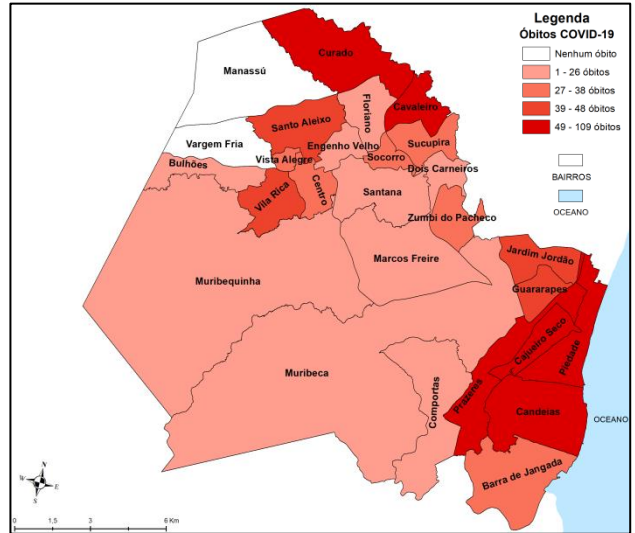 Legenda
Óbitos COVID-19
Nenhum óbito
1 - 26 óbitos
27 - 38 óbitos
39 - 48 óbitos
49 - 109 óbitos
BAIRROS
OCEANO
Curado
Manassú
Floriano
Cavaleiro
Santo Aleixo
Vargem Fria
Engenho Velho
Sucupira
Bulhões
Vista Alegre
Socorro
Dois Carneiros
Vila Rica
Centro
Santana
Zumbi do Pacheco
Marcos Freire
Jardim Jordão
Muribequinha
Guararapes
Cajueiro Seco
Piedade
Muribeca
Comportas
Prazeres
Candeias
OCEANO
Barra de Jangada
N
W
E
S
0
1,5
3
6 Km